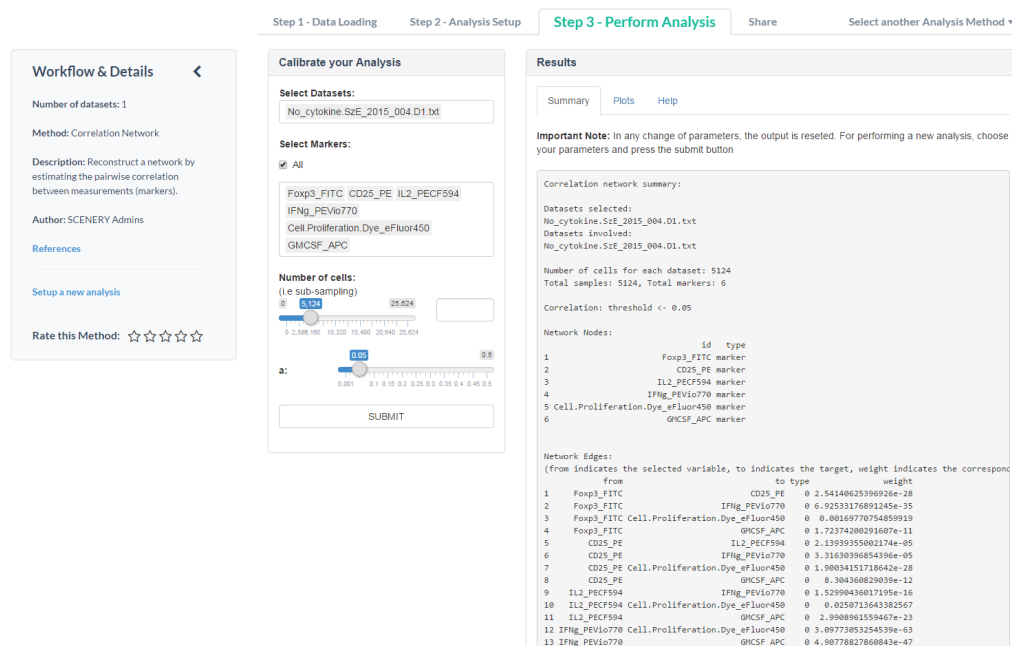 Step 1 - Data Loading
Step 2 - Analysis Setup
Step 3 - Perform Analysis
Share
Select another Analysis Method
Workflow & Details
Number of datasets: 1
Method: Correlation Network
Description: Reconstruct a network by
estimating the pairwise correlation
between measurements (markers).
Author: SCENERY Admins
References
Setup a new analysis
Rate this Method:
Calibrate your Analysis
Select Datasets:
No_cytokine.SzE_2015_004.D1.txt
Select Markers:
All
Foxp3_FITC CD25_PE IL2_PECF594
IFNg_PEVio770
Cell.Proliferation.Dye_eFluor450
GMCSF_APC
Number of cells:
(i.e sub-sampling)
0 5,124 25,624
0 2,586,160 10,320 15,480 20,640 25,624
a:
0.05 0.5
0.001 0.1 0.15 0.2 0.25 0.3 0.35 0.4 0.45 0.5
SUBMIT
Results
Summary Plots Help
Important Note: In any change of parameters, the output is reseted. For performing a new analysis, choose
your parameters and press the submit button
Correlation network summary:
Datasets selected:
No_cytokine.SzE_2015_004.D1.txt
Datasets involved:
No_cytokine.SzE_2015_004.D1.txt
Number of cells for each dataset: 5124
Total samples: 5124, Total markers: 6
Correlation: threshold <- 0.05
Network Nodes:
id type
1 Foxp3_FITC marker
2 CD25_PE marker
3 IL2_PECF594 marker
4 IFNg_PEVio770 marker
5 Cell.Proliferation.Dye_eFluor450 marker
6 GMCSF_APC marker
Network Edges:
(from indicates the selected variable, to indicates the target, weight indicates the correspond
from to type weight
1 Foxp3_FITC CD25_PE 0 2.54140625396926e-28
2 Foxp3_FITC IFNg_PEVio770 0 6.92533176891245e-35
3 Foxp3_FITC Cell.Proliferation.Dye_eFluor450 0 0.00169770754859919
4 Foxp3_FITC GMCSF_APC 0 1.72374200291607e-11
5 CD25_PE IL2_PECF594 0 2.13939355002174e-05
6 CD25_PE IFNg_PEVio770 0 3.31630396854396e-05
7 CD25_PE Cell.Proliferation.Dye_eFluor450 0 1.90034151718642e-28
8 CD25_PE GMCSF_APC 0 8.304360829039e-12
9 IL2_PECF594 IFNg_PEVio770 0 1.52990436017195e-16
10 IL2_PECF594 Cell.Proliferation.Dye_eFluor450 0 0.0250713643382567
11 IL2_PECF594 GMCSF_APC 0 2.9908961559467e-23
12 IFNg_PEVio770 Cell.Proliferation.Dye_eFluor450 0 3.09773053254539e-63
13 IFNg_PEVio770 GMCSF_APC 0 4.90778827860843e-47